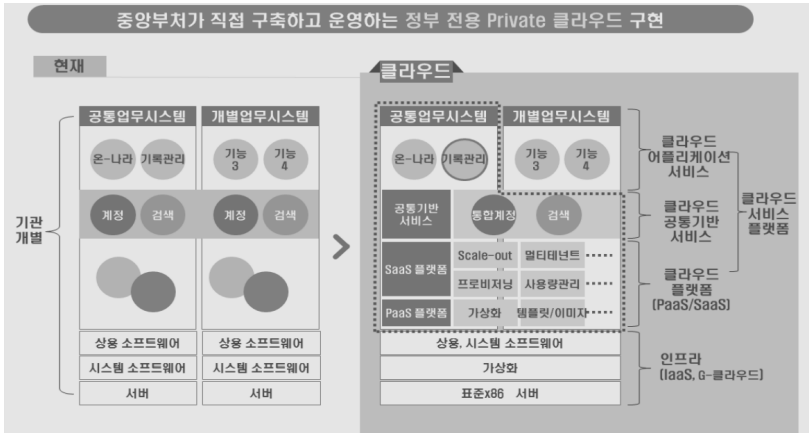 중앙부처가 직접 구축하고 운영하는 정부 전용 Private 클라우드 구현
현재
공통업무시스템
개별업무시스템
온-나라
기록관리
기능
3
기능
4
계정
검색
계정
검색
기관
개별
상용 소프트웨어
상용 소프트웨어
시스템 소프트웨어
시스템 소프트웨어
서버
서버
클라우드
공통업무시스템
개별업무시스템
온-나라
기록관리
기능
3
기능
4
공통기반
서비스
통합계정
검색
SaaS 플랫폼
Scale-out
멀티테넌트
프로비저닝
사용량관리
PaaS 플랫폼
가상화
템플릿/이미지
상용, 시스템 소프트웨어
가상화
표준x86 서버
클라우드
어플리케이션
서비스
클라우드
공통기반
서비스
클라우드
플랫폼
(PaaS/SaaS)
클라우드
서비스
플랫폼
인프라
(IaaS, G-클라우드)